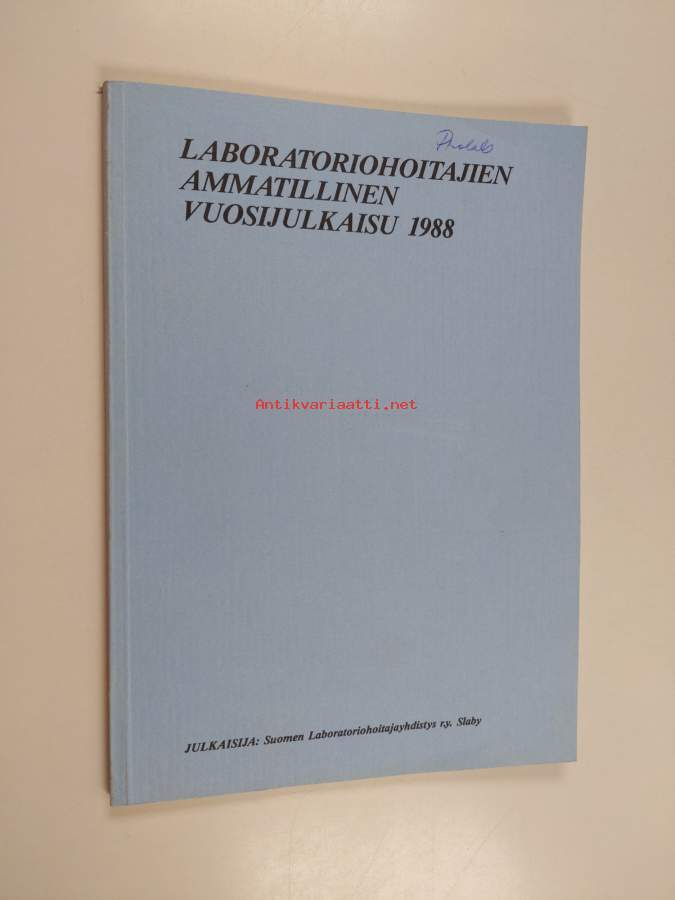 LABORATORIOHOITAJIEN
AMMATILLINEN
VUOSIJULKAISU 1988
Antikvariaatti.net
JULKAISIJA: Suomen Laboratoriohoitajayhdistys r.y. Slaby